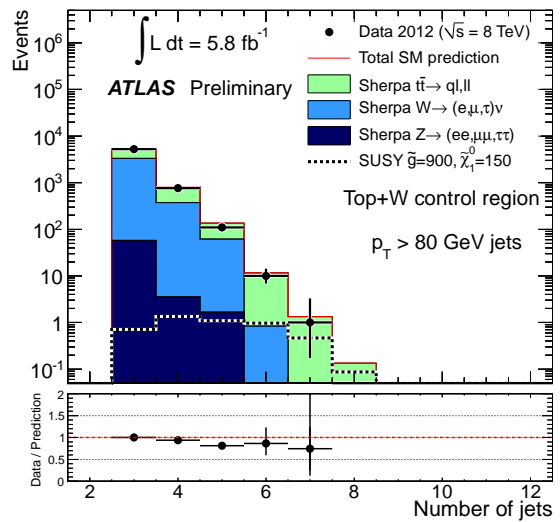 ∫ L dt = 5.8 fb⁻¹
ATLAS Preliminary
Data 2012 (√s = 8 TeV)
Total SM prediction
Sherpa tt̄→ ql,ll
Sherpa W→ (e,μ,τ)ν
Sherpa Z→ (ee,μμ,ττ)
SUSY g̃=900, χ̃₁⁰=150
Top+W control region
p_T > 80 GeV jets
Events
10⁶
10⁵
10⁴
10³
10²
10
1
10⁻¹
Data / Prediction
2
1.5
1
0.5
0
2 4 6 8 10 12
Number of jets